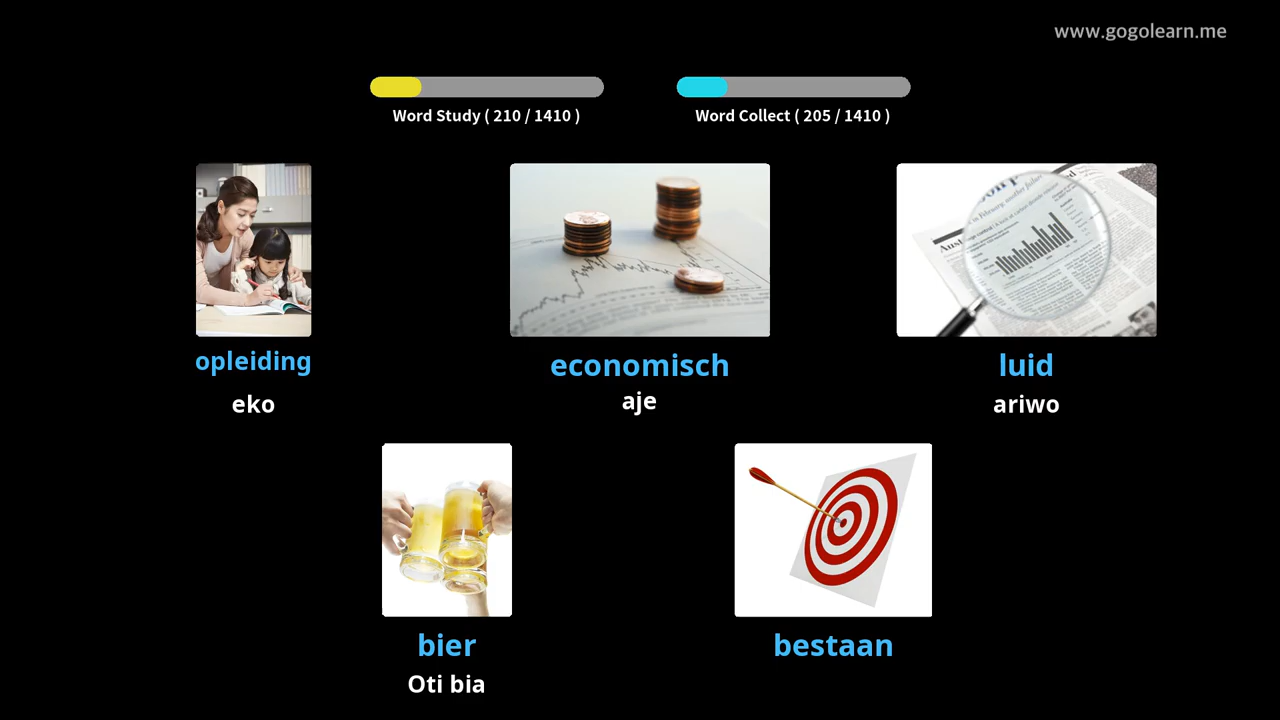 www.gogolearn.me
Word Study ( 210 / 1410 )
Word Collect ( 205 / 1410 )
opleiding
eko
economisch
aje
luid
ariwo
bier
Oti bia
bestaan